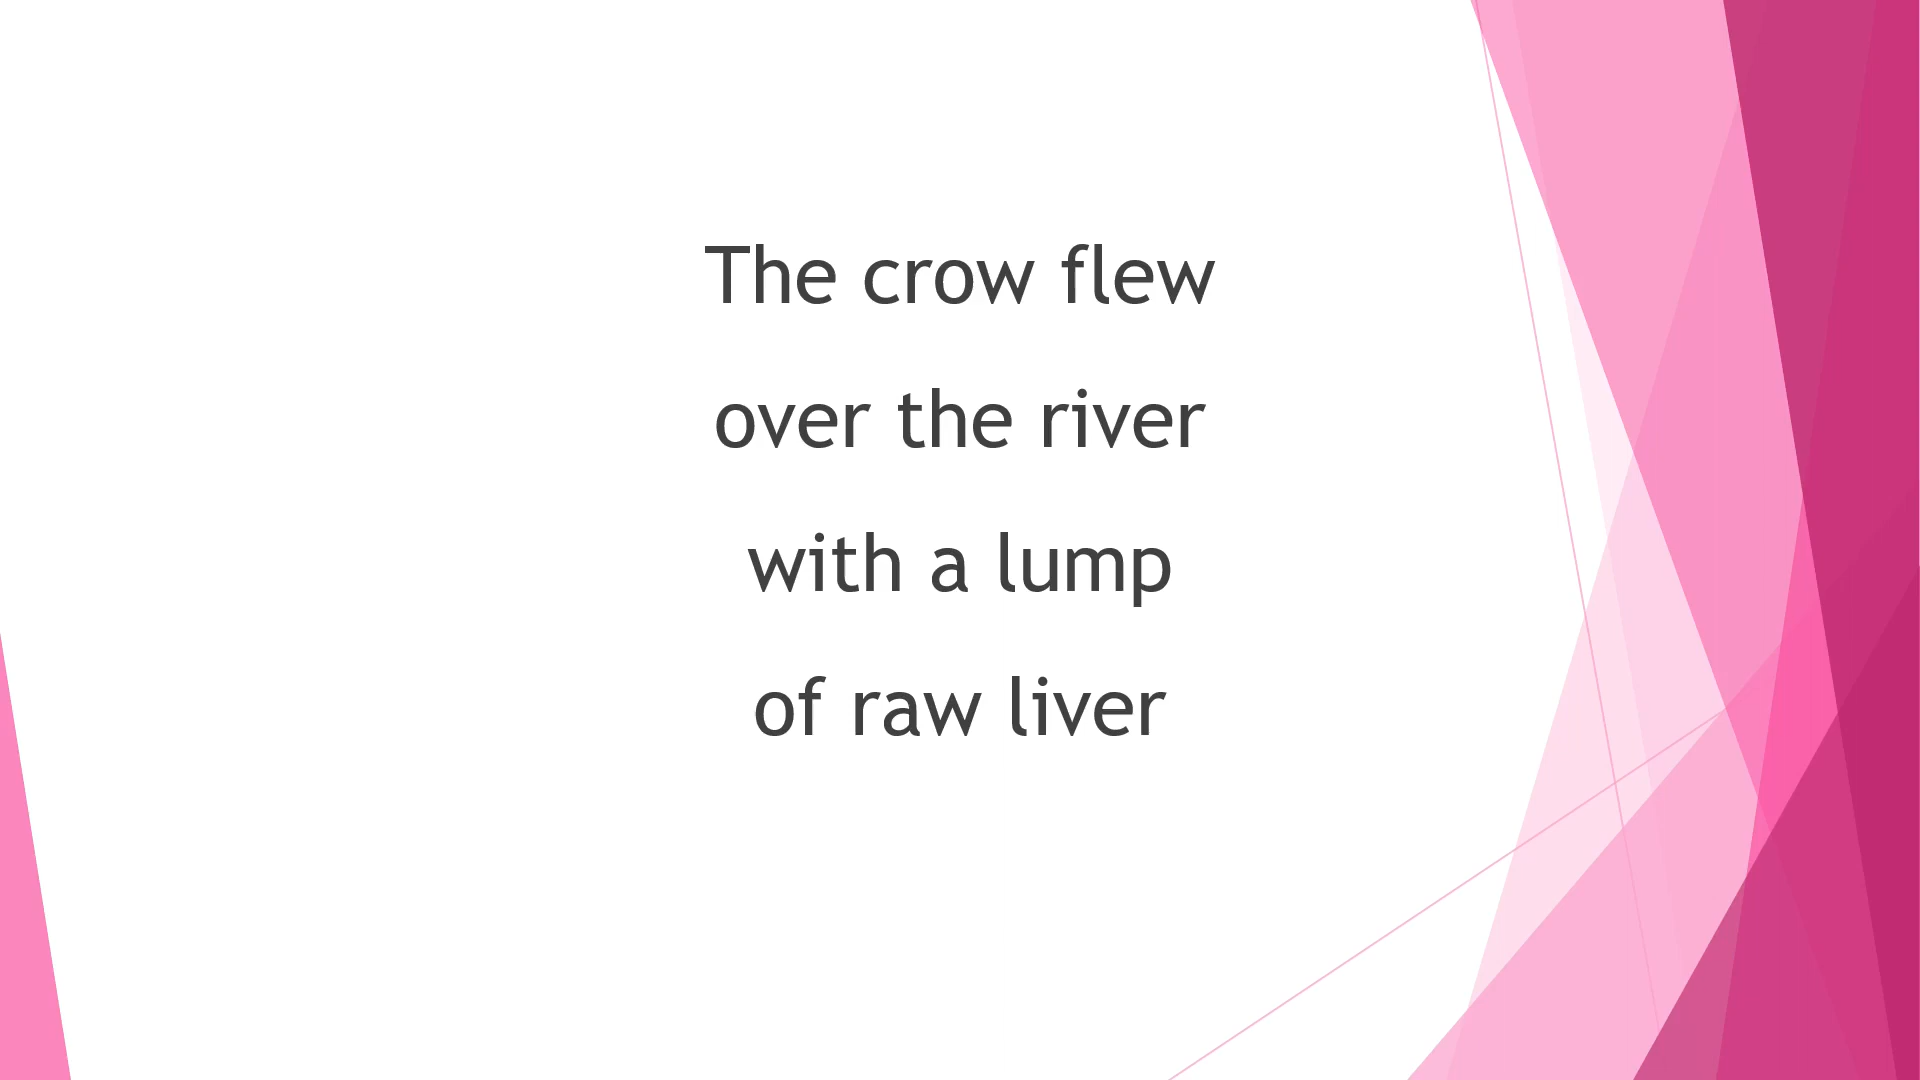 The crow flew
over the river
with a lump
of raw liver